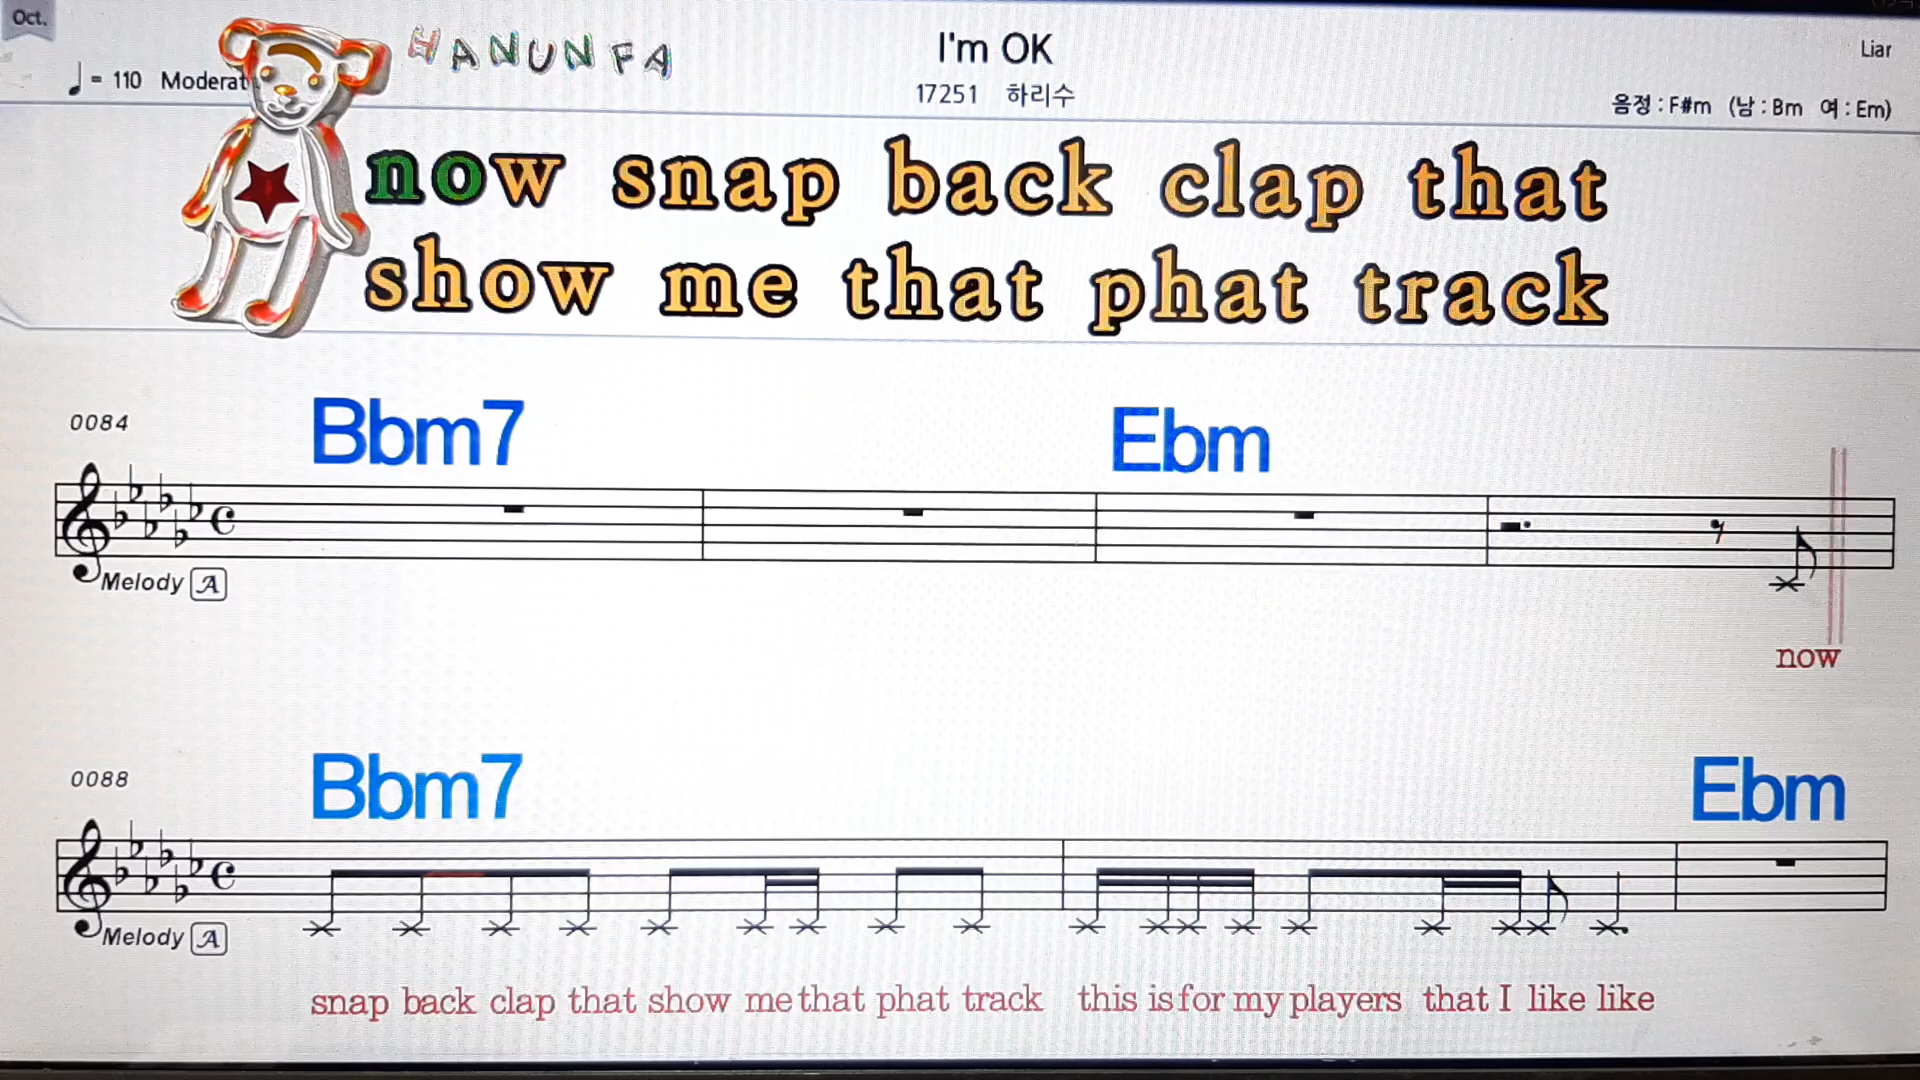 Oct.
HANUNFA
I'm OK
Liar
♩ = 110 Moderat
17251 하리수
음정 : F#m (남 : Bm 여 : Em)
now snap back clap that
show me that phat track
0084
Bbm7 Ebm
Melody A
now
0088
Bbm7 Ebm
Melody A
snap back clap that show me that phat track this is for my players that I like like